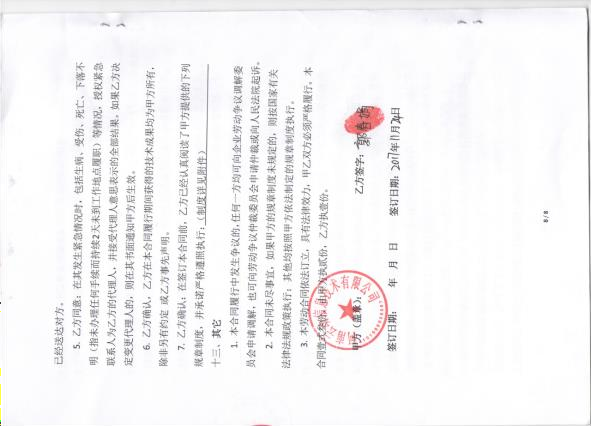 已经送达对方。
5. 乙方同意：在其发生紧急情况时，包括生病、受伤、死亡、下落不
明（指未办理任何手续而持续2天未到工作地点履职）等情况，授权紧急
联系人为乙方的代理人，并接受代理人意思表示的全部结果。如果乙方决
定变更代理人的，则在其书面通知甲方后生效。
6. 乙方确认，乙方在本合同履行期间获得的技术成果均为甲方所有，
除非另有约定 或乙方事先声明。
7. 乙方确认：在签订本合同前，乙方已经认真阅读了甲方提供的下列
规章制度，并承诺严格遵照执行：（制度详见附件）
十三、其它
1. 本合同履行中发生争议的,任何一方均可向企业劳动争议调解委
员会申请调解，也可向劳动争议仲裁委员会申请仲裁或向人民法院起诉。
2. 本合同未尽事宜，如果甲方的规章制度未规定的，则按国家有关
法律法规政策执行；其他均按照甲方依法制定的规章制度执行。
3. 劳动合同依法订立，具有法律效力，甲乙双方必须严格履行。本
合同壹式叁份，由甲方执贰份，乙方执壹份。
甲方（盖章）： 乙方签字：
技术有限公司
签订日期： 年 月 日 签订日期：2017年11月24日
8/8